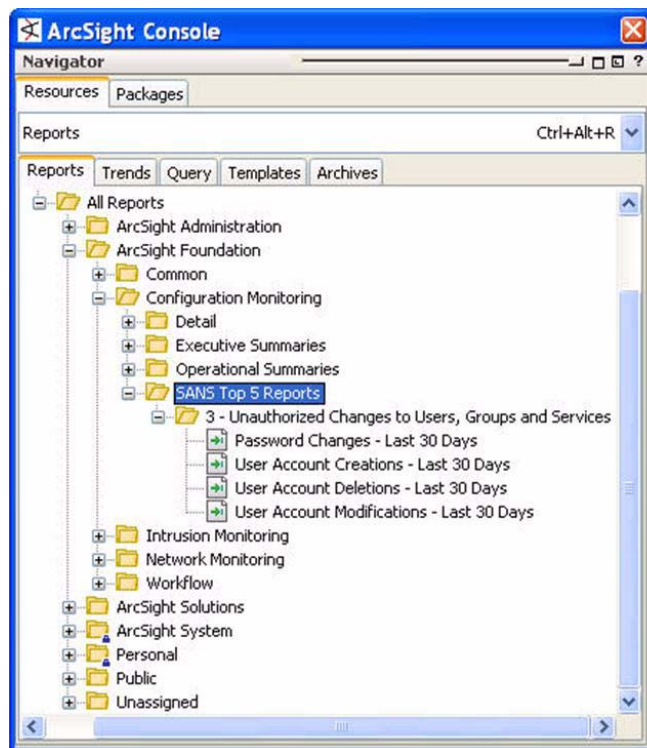 ArcSight Console
Navigator
Resources Packages
Reports Ctrl+Alt+R
Reports Trends Query Templates Archives
All Reports
ArcSight Administration
ArcSight Foundation
Common
Configuration Monitoring
Detail
Executive Summaries
Operational Summaries
SANS Top 5 Reports
3 - Unauthorized Changes to Users, Groups and Services
Password Changes - Last 30 Days
User Account Creations - Last 30 Days
User Account Deletions - Last 30 Days
User Account Modifications - Last 30 Days
Intrusion Monitoring
Network Monitoring
Workflow
ArcSight Solutions
ArcSight System
Personal
Public
Unassigned